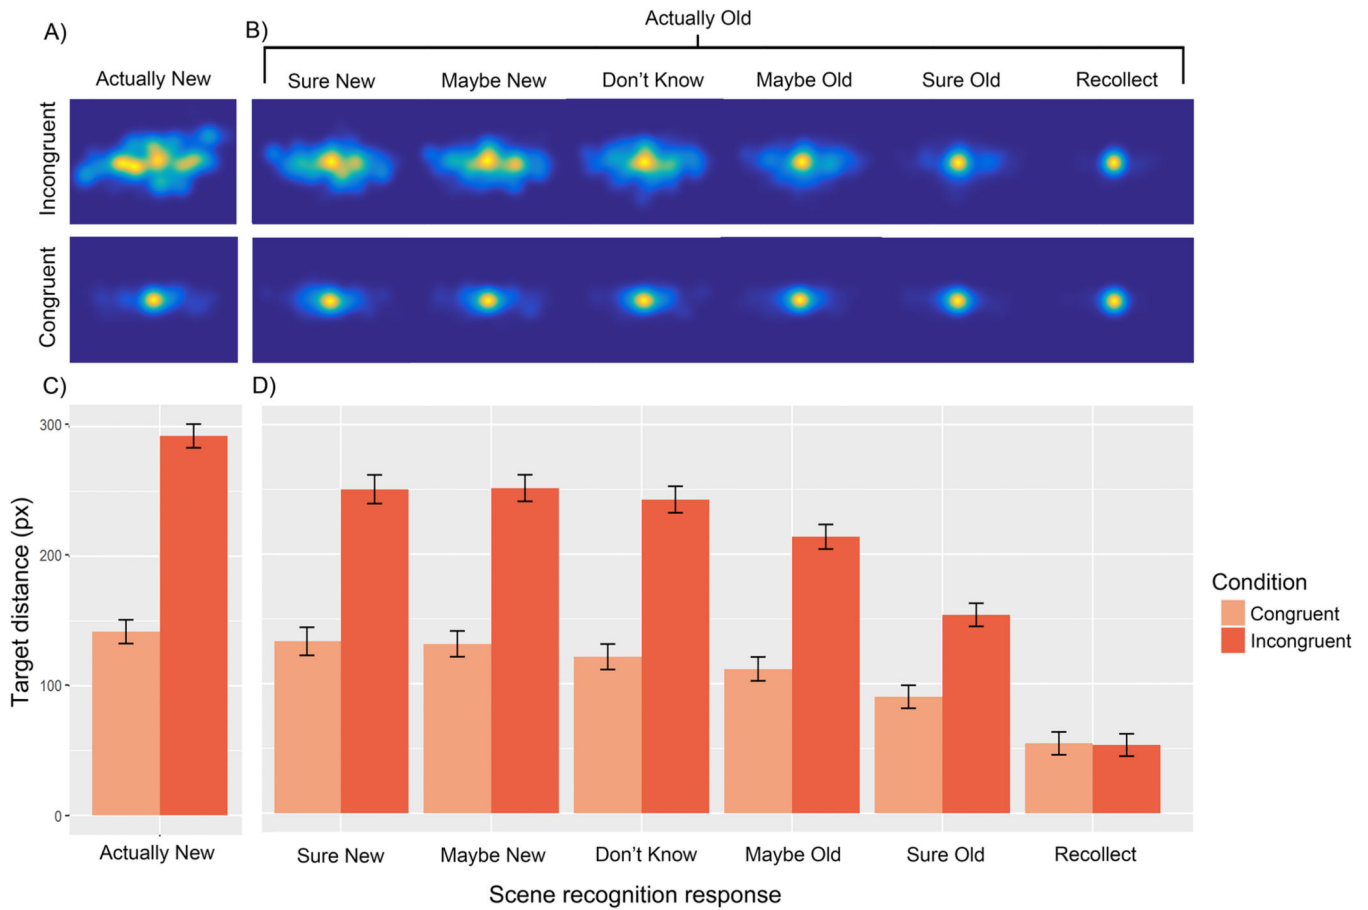 A)
B)
Actually Old
Actually New
Sure New
Maybe New
Don't Know
Maybe Old
Sure Old
Recollect
Incongruent
Congruent
C)
D)
Target distance (px)
300
200
100
0
Actually New
Sure New
Maybe New
Don't Know
Maybe Old
Sure Old
Recollect
Scene recognition response
Condition
Congruent
Incongruent